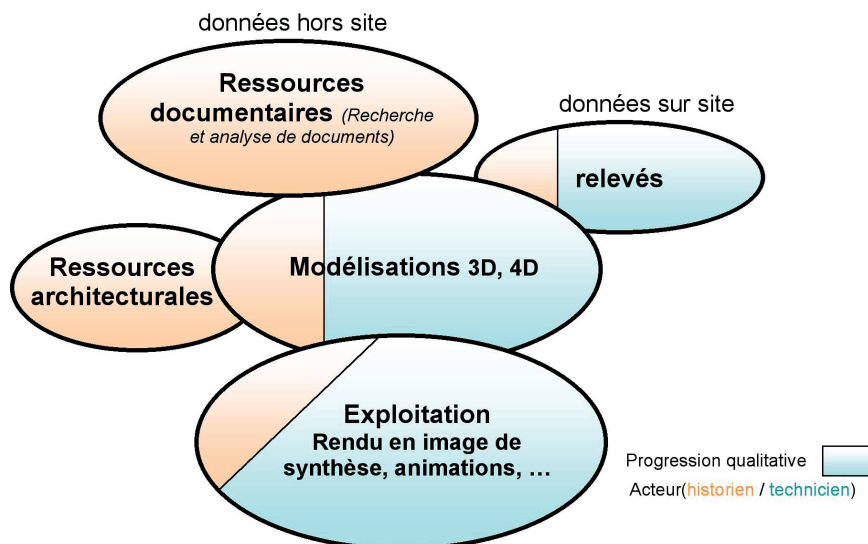 données hors site
Ressources
documentaires (Recherche
et analyse de documents)
données sur site
relevés
Modélisations 3D, 4D
Ressources
architecturales
Exploitation
Rendu en image de
synthèse, animations, …
Progression qualitative
Acteur(historien / technicien)